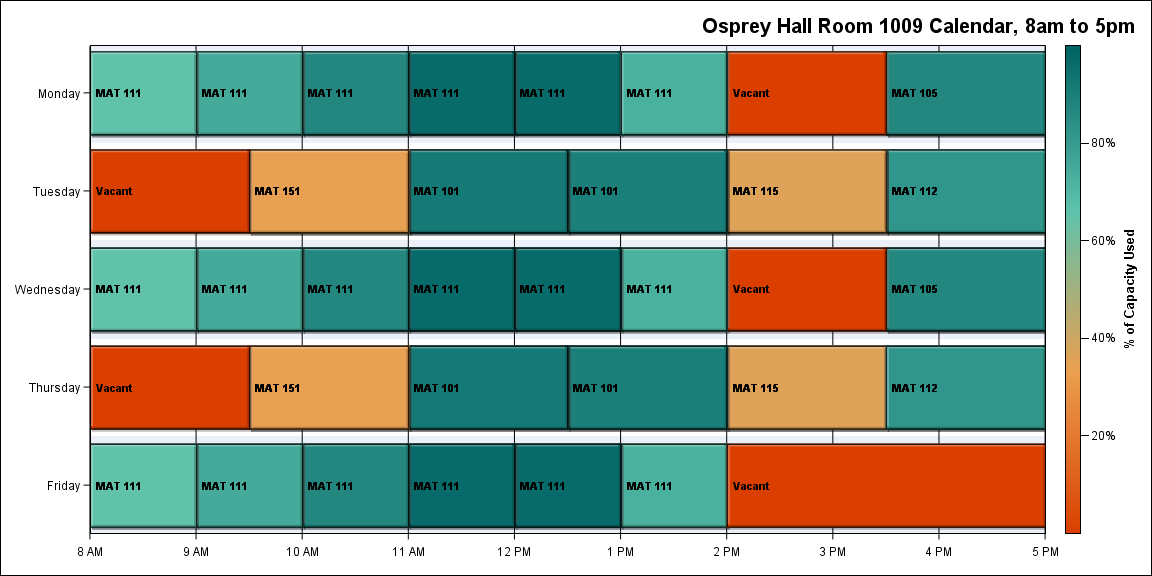 Osprey Hall Room 1009 Calendar, 8am to 5pm
Monday
MAT 111
MAT 111
MAT 111
MAT 111
MAT 111
MAT 111
Vacant
MAT 105
Tuesday
Vacant
MAT 151
MAT 101
MAT 101
MAT 115
MAT 112
Wednesday
MAT 111
MAT 111
MAT 111
MAT 111
MAT 111
MAT 111
Vacant
MAT 105
Thursday
Vacant
MAT 151
MAT 101
MAT 101
MAT 115
MAT 112
Friday
MAT 111
MAT 111
MAT 111
MAT 111
MAT 111
MAT 111
Vacant
8 AM
9 AM
10 AM
11 AM
12 PM
1 PM
2 PM
3 PM
4 PM
5 PM
80%
60%
40%
20%
% of Capacity Used